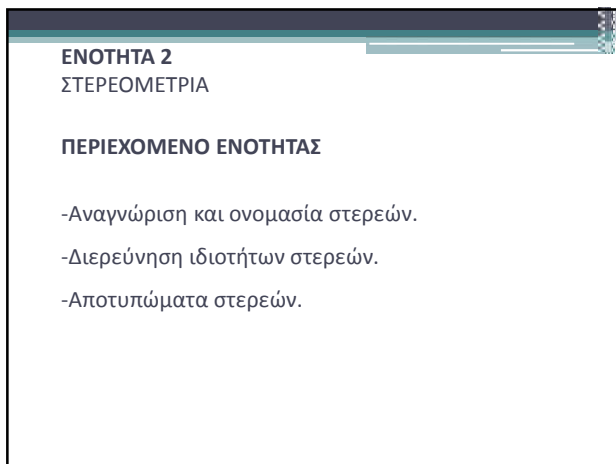 ΕΝΟΤΗΤΑ 2
ΣΤΕΡΕΟΜΕΤΡΙΑ
ΠΕΡΙΕΧΟΜΕΝΟ ΕΝΟΤΗΤΑΣ
-Αναγνώριση και ονομασία στερεών.
-Διερεύνηση ιδιοτήτων στερεών.
-Αποτυπώματα στερεών.